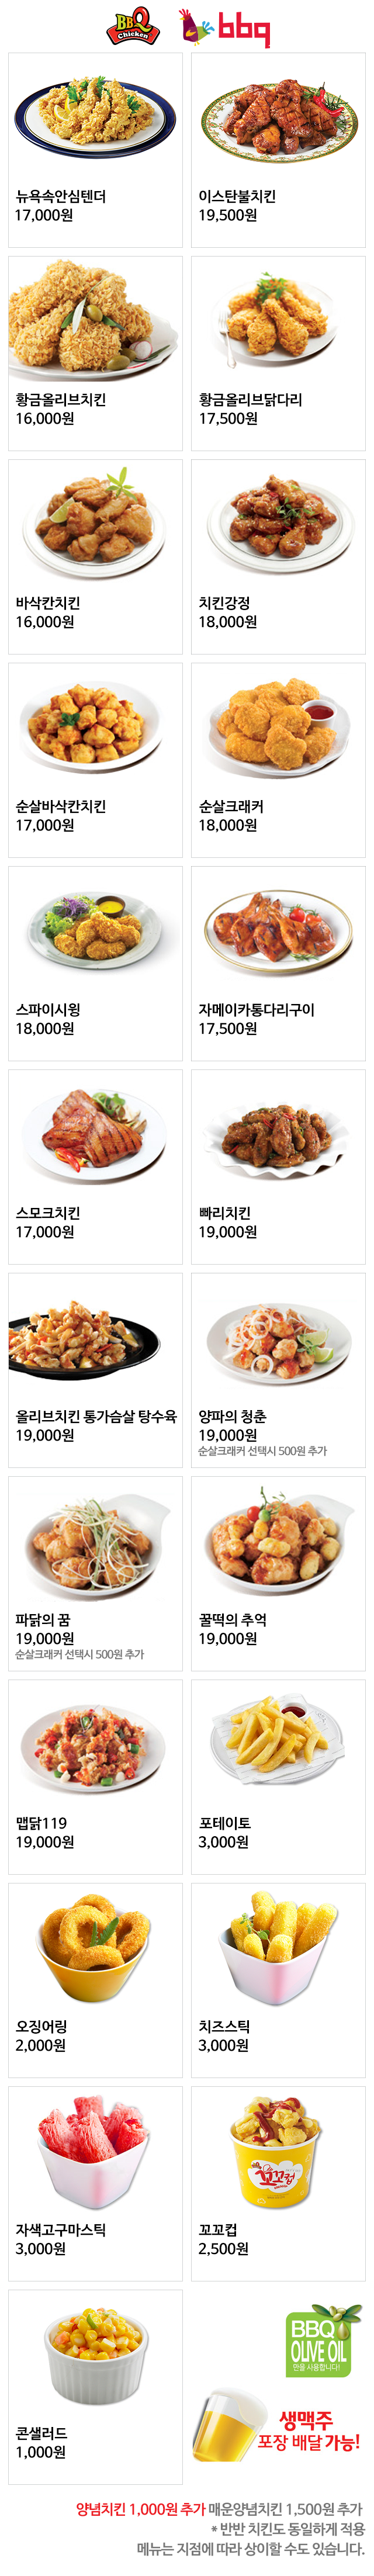 BBQ
Chicken
bbq
뉴욕속안심텐더
17,000원
이스탄불치킨
19,500원
황금올리브치킨
16,000원
황금올리브닭다리
17,500원
바삭칸치킨
16,000원
치킨강정
18,000원
순살바삭칸치킨
17,000원
순살크래커
18,000원
스파이시윙
18,000원
자메이카통다리구이
17,500원
스모크치킨
17,000원
빠리치킨
19,000원
올리브치킨 통가슴살 탕수육
19,000원
양파의 청춘
19,000원
순살크래커 선택시 500원 추가
파닭의 꿈
19,000원
순살크래커 선택시 500원 추가
꿀떡의 추억
19,000원
맵닭119
19,000원
포테이토
3,000원
오징어링
2,000원
치즈스틱
3,000원
자색고구마스틱
3,000원
꼬꼬컵
꼬꼬컵
2,500원
콘샐러드
1,000원
BBQ
OLIVE OIL
만을 사용합니다!
생맥주
포장 배달 가능!
양념치킨 1,000원 추가 매운양념치킨 1,500원 추가
* 반반 치킨도 동일하게 적용
메뉴는 지점에 따라 상이할 수도 있습니다.